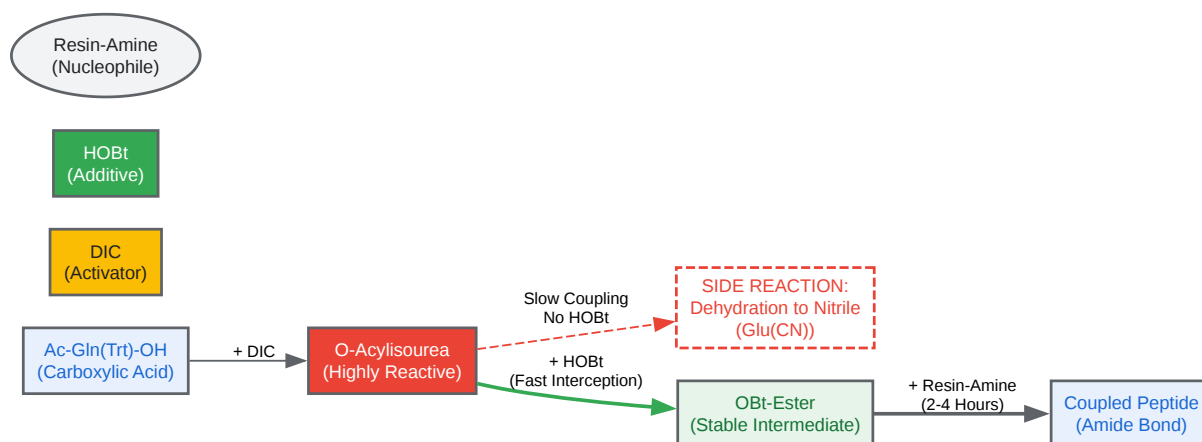 Resin-Amine
(Nucleophile)
HOBt
(Additive)
DIC
(Activator)
Ac-Gln(Trt)-OH
(Carboxylic Acid)
+ DIC
O-Acylisourea
(Highly Reactive)
Slow Coupling
No HOBt
SIDE REACTION:
Dehydration to Nitrile
(Glu(CN))
+ HOBt
(Fast Interception)
OBt-Ester
(Stable Intermediate)
+ Resin-Amine
(2-4 Hours)
Coupled Peptide
(Amide Bond)